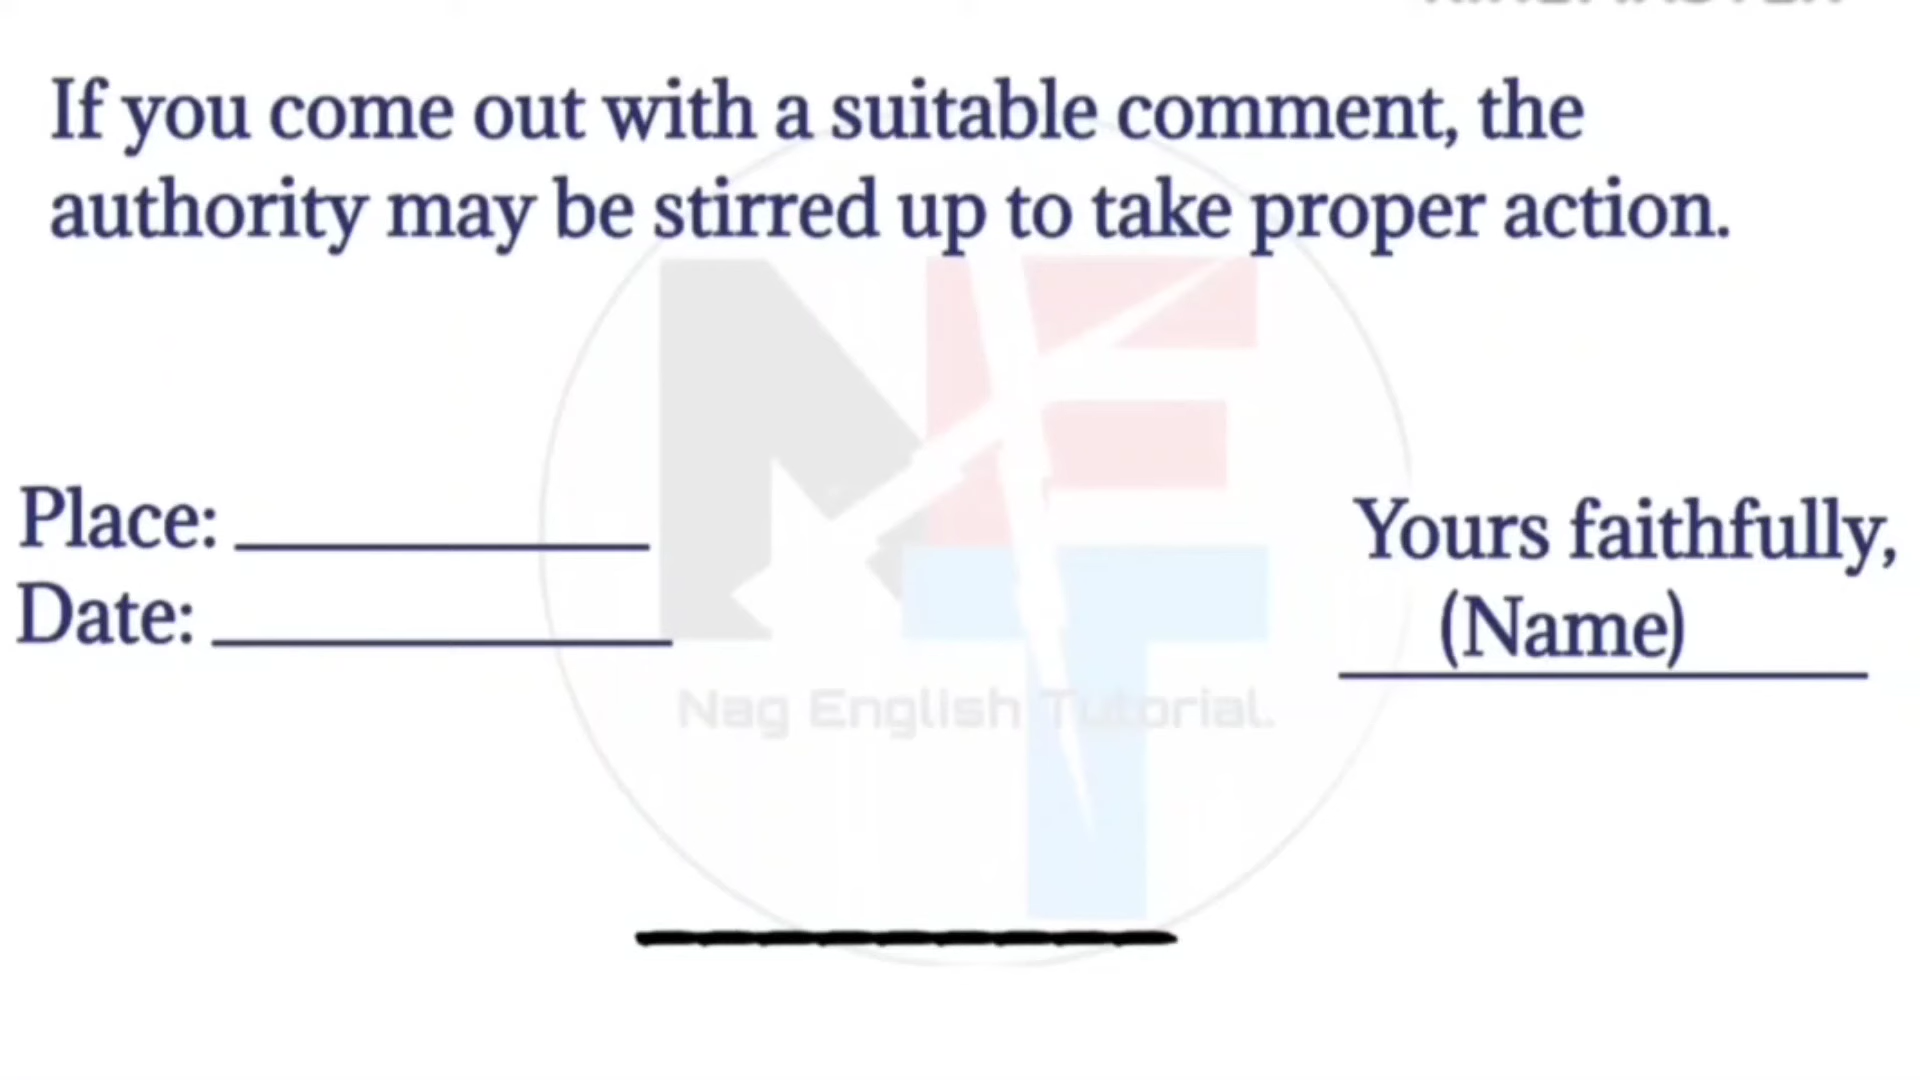 If you come out with a suitable comment, the
authority may be stirred up to take proper action.
Place:
Yours faithfully,
Date:
(Name)
Nag English Tutorial.